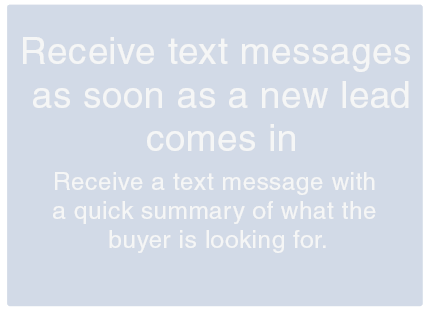 Receive text messages
as soon as a new lead
comes in
Receive a text message with
a quick summary of what the
buyer is looking for.